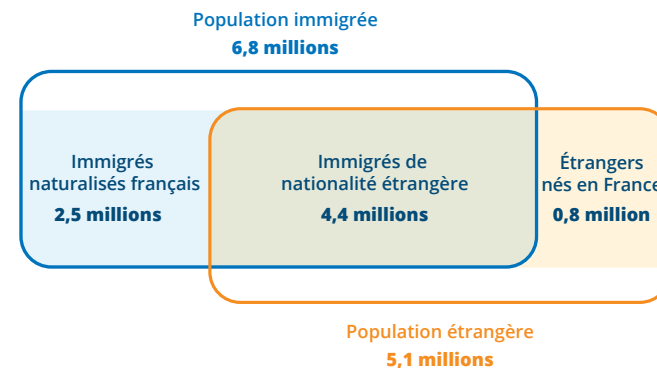 Population immigrée
6,8 millions
Immigrés
naturalisés français
2,5 millions
Immigrés de
nationalité étrangère
4,4 millions
Étrangers
nés en France
0,8 million
Population étrangère
5,1 millions